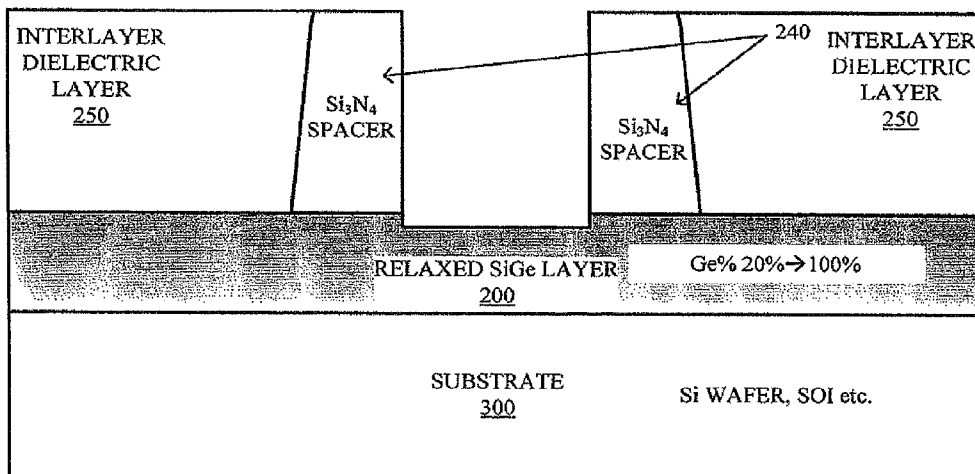 INTERLAYER
DIELECTRIC
LAYER
250
Si₃N₄
SPACER
240
Si₃N₄
SPACER
INTERLAYER
DIELECTRIC
LAYER
250
RELAXED SiGe LAYER
200
Ge% 20%→100%
SUBSTRATE
300
Si WAFER, SOI etc.